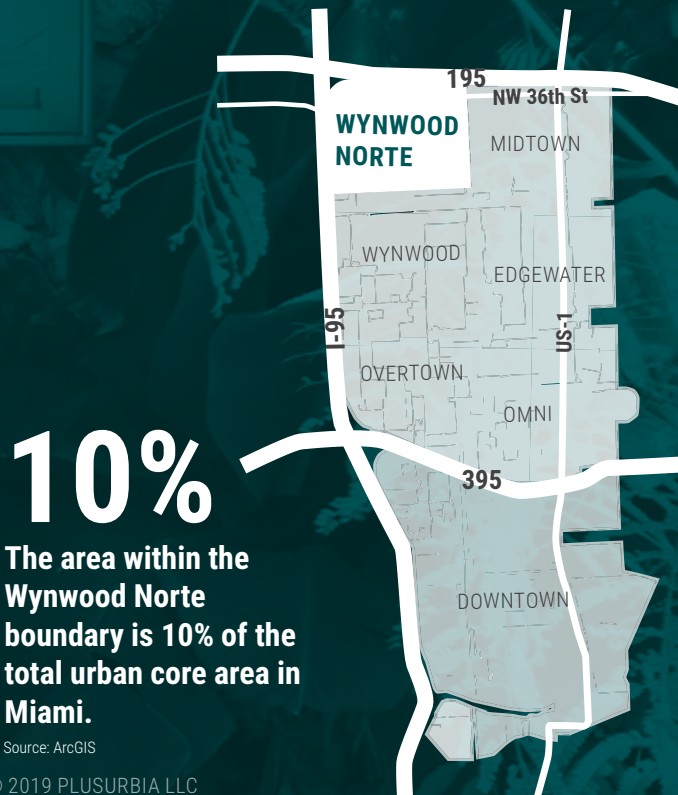 195
NW 36th St
WYNWOOD
NORTE
MIDTOWN
WYNWOOD
EDGEWATER
I-95
US-1
OVERTOWN
OMNI
395
DOWNTOWN
10%
The area within the
Wynwood Norte
boundary is 10% of the
total urban core area in
Miami.
Source: ArcGIS
© 2019 PLUSURBIA LLC